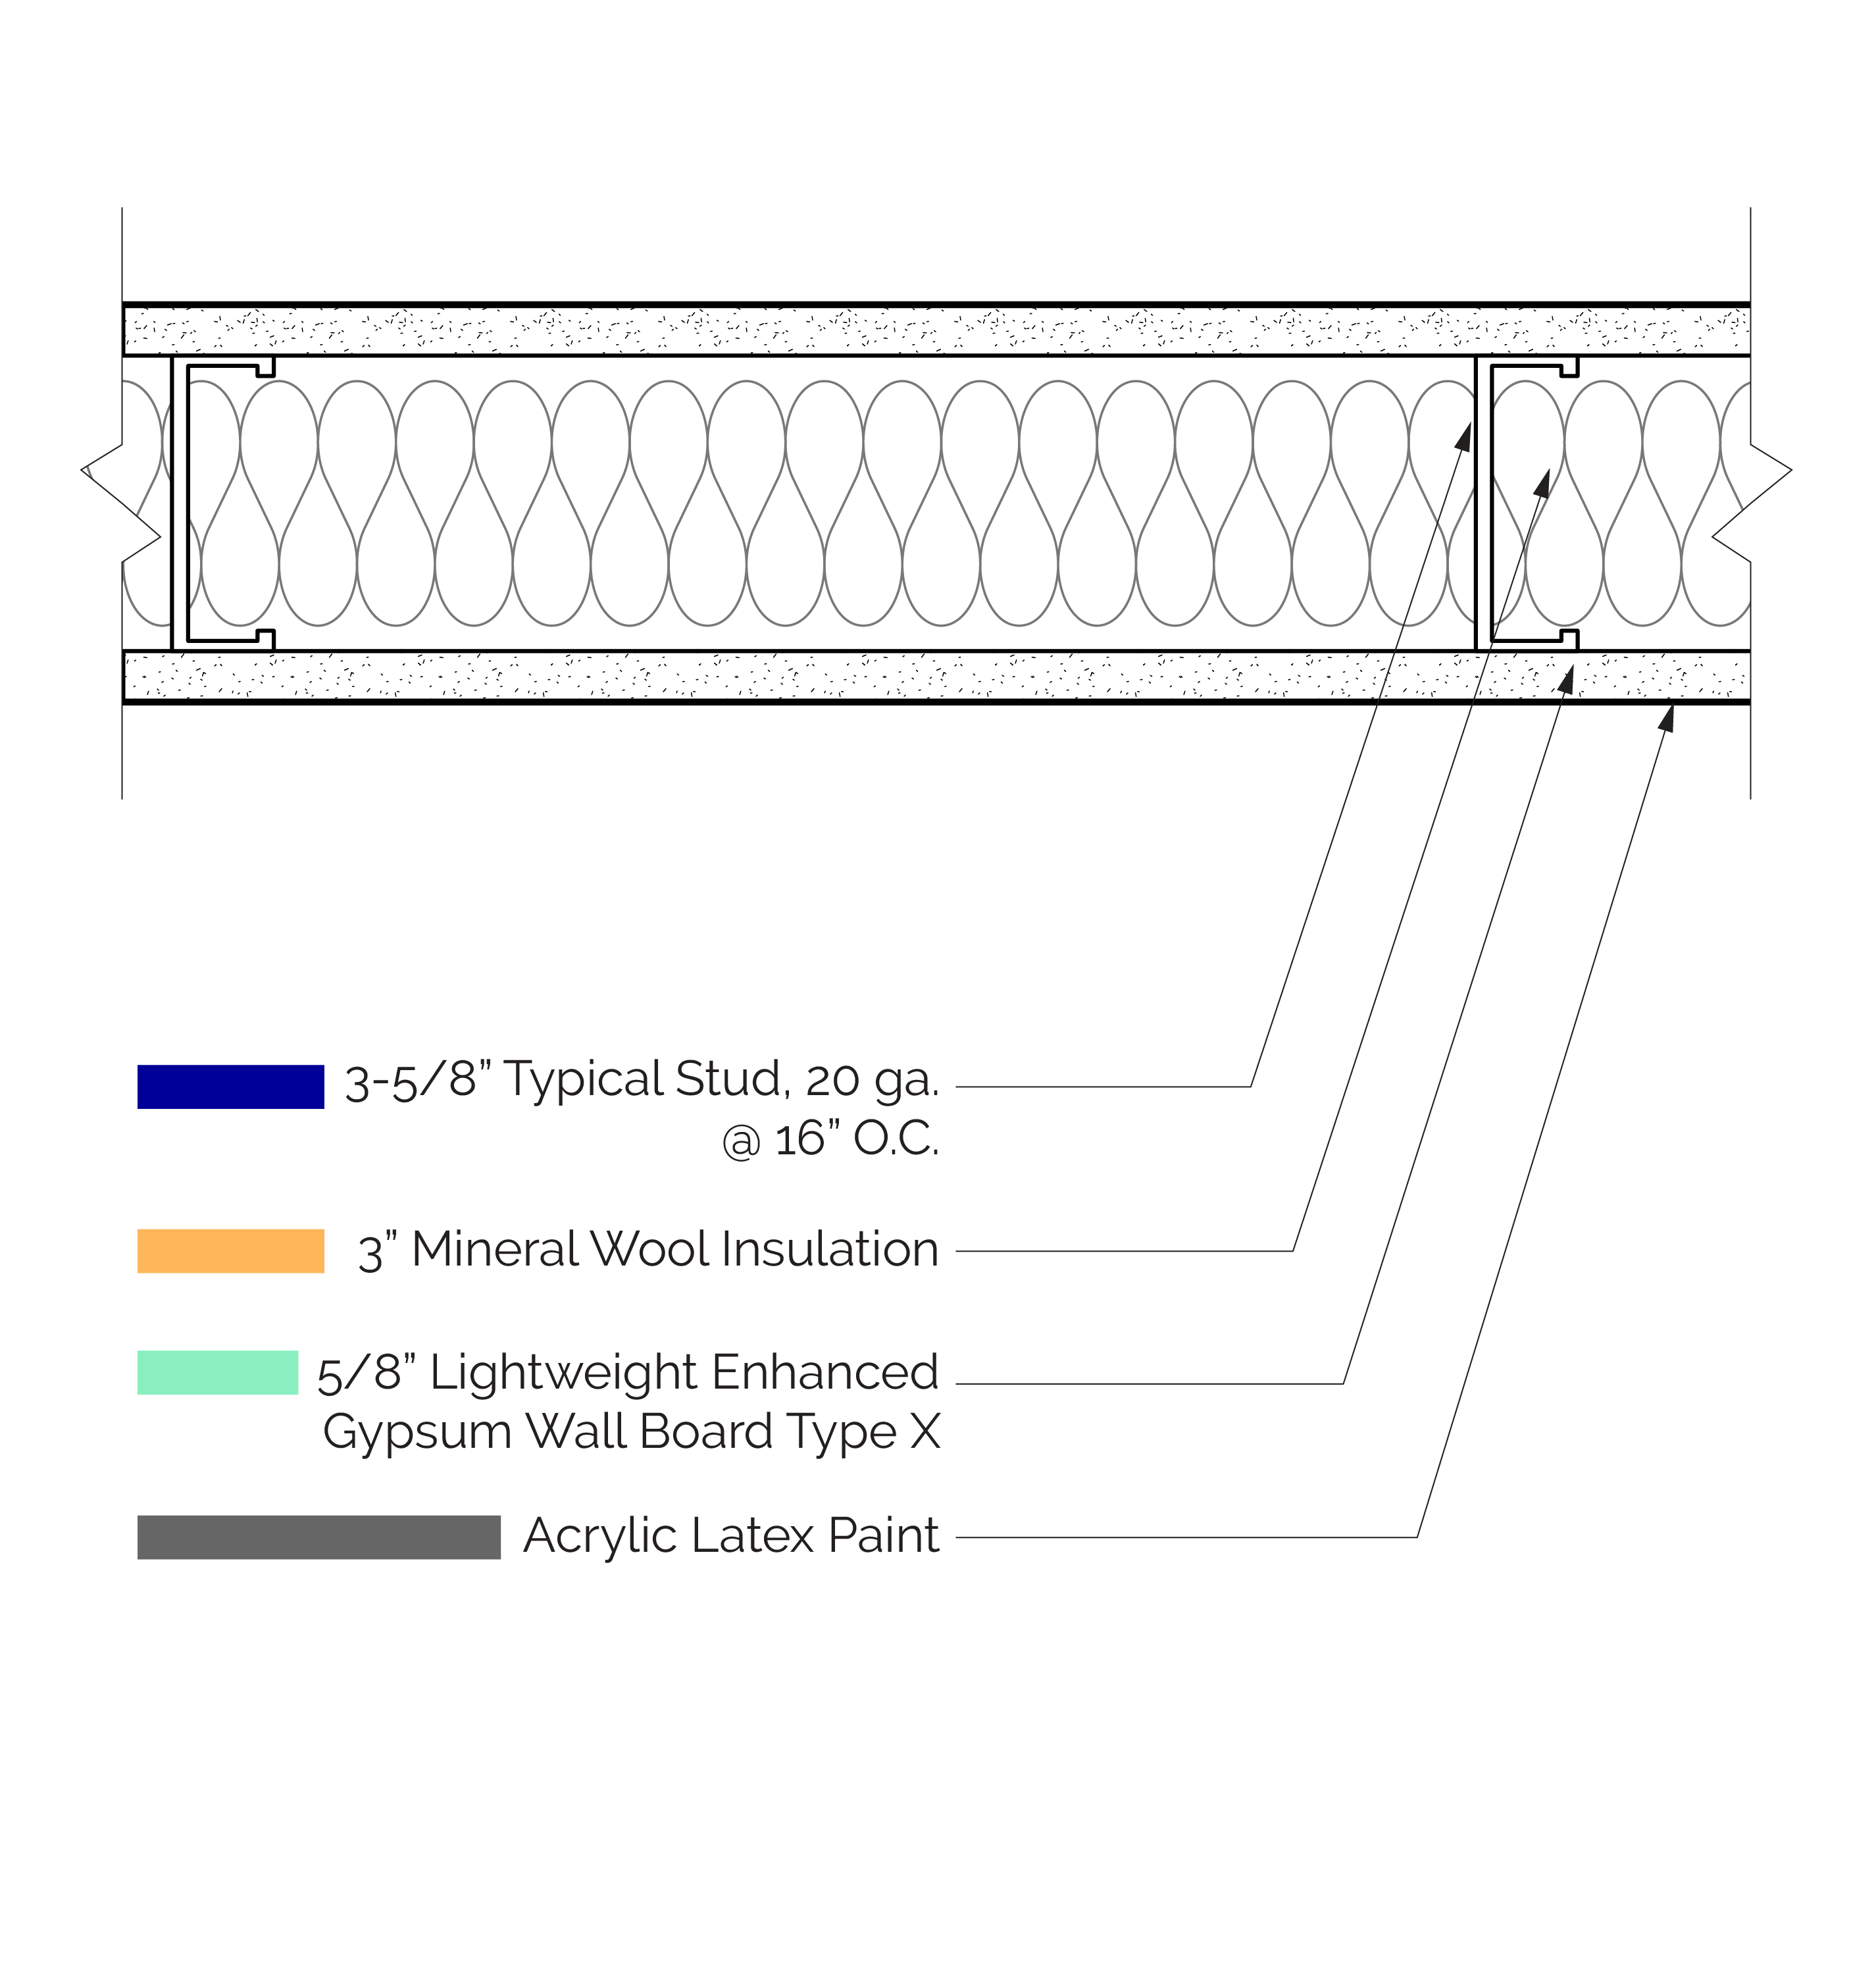 3-5/8” Typical Stud, 20 ga.
@ 16” O.C.
3” Mineral Wool Insulation
5/8” Lightweight Enhanced
Gypsum Wall Board Type X
Acrylic Latex Paint